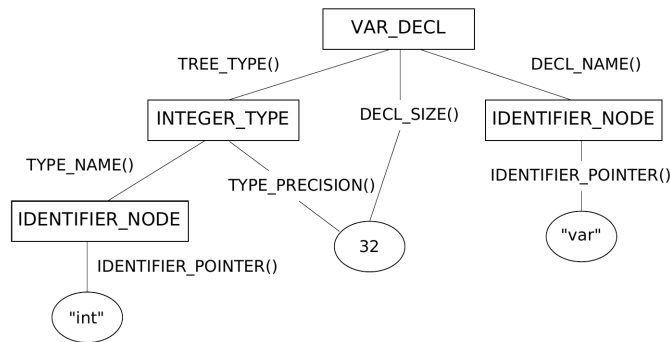 VAR_DECL
TREE_TYPE()
DECL_NAME()
INTEGER_TYPE
DECL_SIZE()
IDENTIFIER_NODE
TYPE_NAME()
TYPE_PRECISION()
IDENTIFIER_POINTER()
IDENTIFIER_NODE
32
"var"
IDENTIFIER_POINTER()
"int"